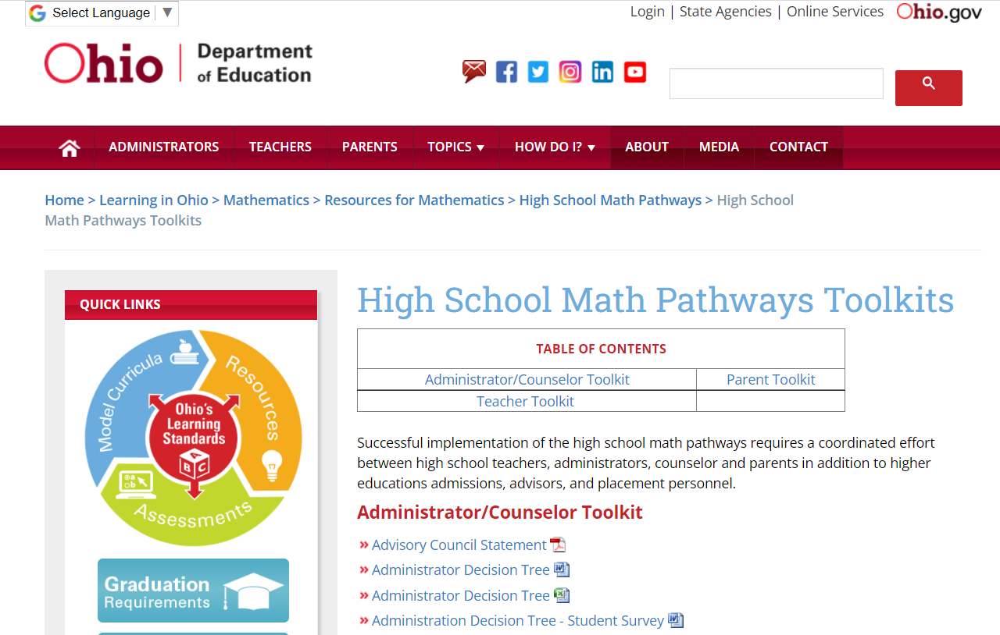 Select Language ▼
Login | State Agencies | Online Services Ohio.gov
Ohio Department of Education
ADMINISTRATORS TEACHERS PARENTS TOPICS ▼ HOW DO I? ▼ ABOUT MEDIA CONTACT
Home > Learning in Ohio > Mathematics > Resources for Mathematics > High School Math Pathways > High School
Math Pathways Toolkits
QUICK LINKS
Model Curricula
Resources
Ohio's
Learning
Standards
A B C
Assessments
Graduation
Requirements
High School Math Pathways Toolkits
TABLE OF CONTENTS
Administrator/Counselor Toolkit Parent Toolkit
Teacher Toolkit
Successful implementation of the high school math pathways requires a coordinated effort
between high school teachers, administrators, counselor and parents in addition to higher
educations admissions, advisors, and placement personnel.
Administrator/Counselor Toolkit
» Advisory Council Statement
» Administrator Decision Tree
» Administrator Decision Tree
» Administration Decision Tree - Student Survey